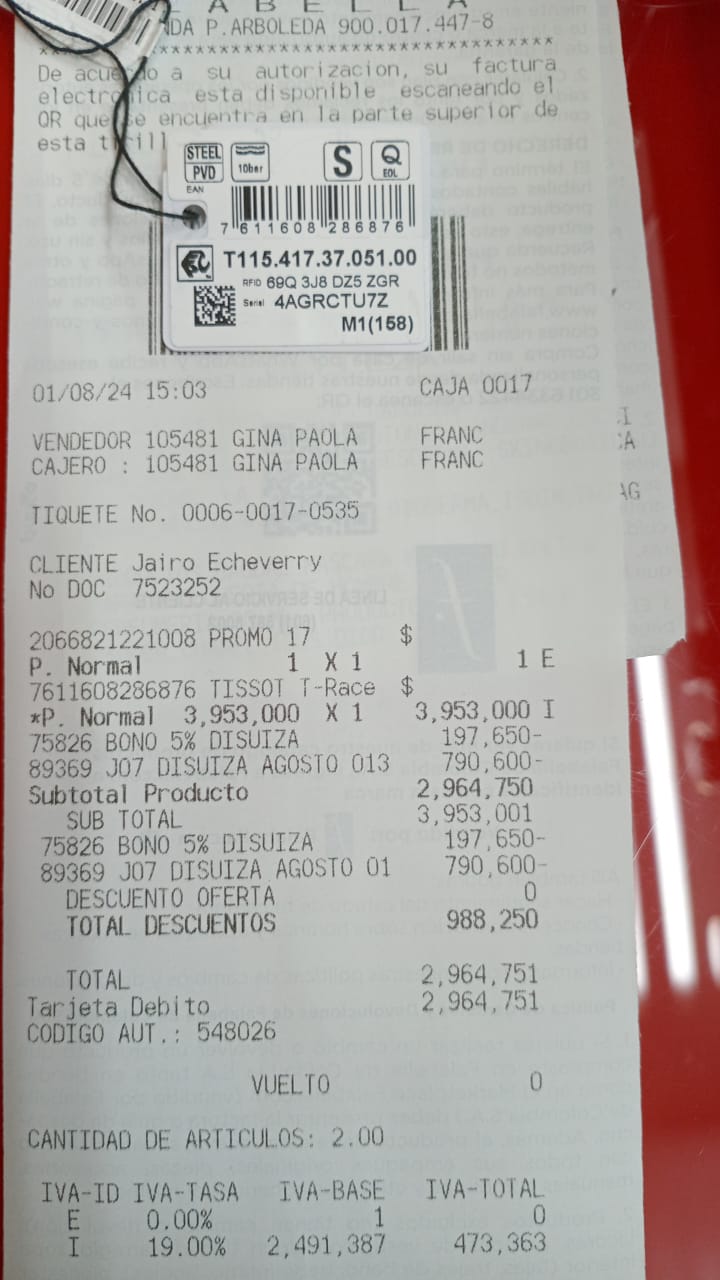 A B E L L A
NDA P.ARBOLEDA 900.017.447-8
De acuerdo a su autorizacion, su factura
electronica esta disponible escaneando el
QR que se encuentra en la parte superior de
esta tirill
STEEL
PVD
10bar
S
Q
EOL
EAN
7 611608 286876
T115.417.37.051.00
RFID 69Q 3J8 DZ5 ZGR
Serial 4AGRCTU7Z
M1(158)
01/08/24 15:03 CAJA 0017
VENDEDOR 105481 GINA PAOLA FRANC
CAJERO : 105481 GINA PAOLA FRANC
TIQUETE No. 0006-0017-0535
CLIENTE Jairo Echeverry
No DOC 7523252
2066821221008 PROMO 17 $
P. Normal 1 X 1 1 E
7611608286876 TISSOT T-Race $
*P. Normal 3,953,000 X 1 3,953,000 I
75826 BONO 5% DISUIZA 197,650-
89369 J07 DISUIZA AGOSTO 013 790,600-
Subtotal Producto 2,964,750
SUB TOTAL 3,953,001
75826 BONO 5% DISUIZA 197,650-
89369 J07 DISUIZA AGOSTO 01 790,600-
DESCUENTO OFERTA 0
TOTAL DESCUENTOS 988,250
TOTAL 2,964,751
Tarjeta Debito 2,964,751
CODIGO AUT.: 548026
VUELTO 0
CANTIDAD DE ARTICULOS: 2.00
IVA-ID IVA-TASA IVA-BASE IVA-TOTAL
E 0.00% 1 0
I 19.00% 2,491,387 473,363